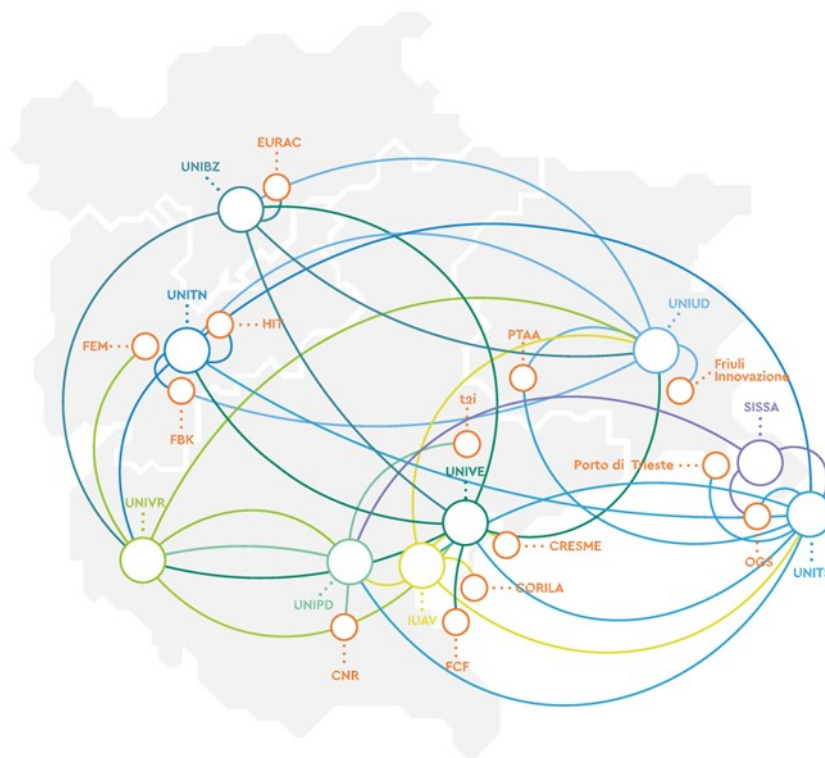 EURAC
UNIBZ
UNITN
HIT
FEM
FBK
PTAA
UNIUD
Friuli
Innovazione
SISSA
t2i
UNIVE
Porto di Trieste
UNIVR
CRESME
OGS
UNITS
UNIPD
CORILA
IUAV
FCF
CNR